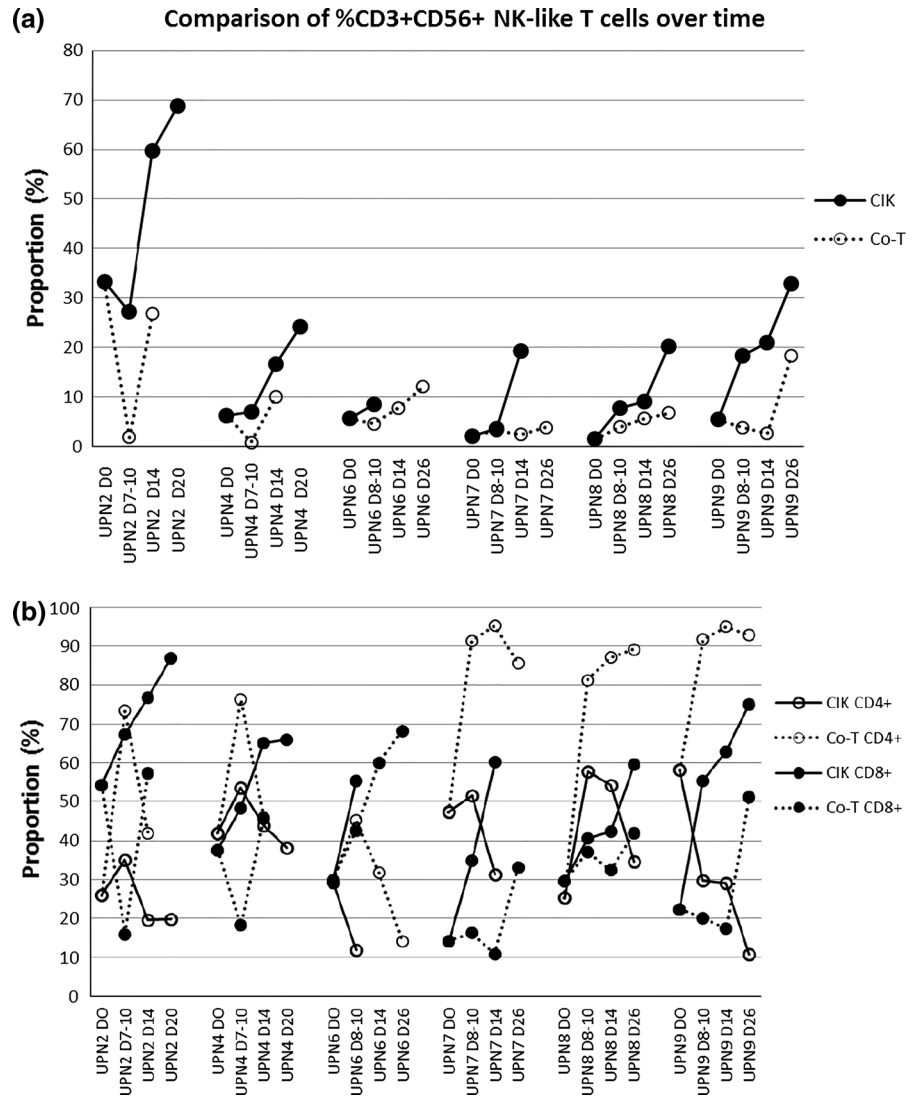 (a)
Comparison of %CD3+CD56+ NK-like T cells over time
Proportion (%)
80
70
60
50
40
30
20
10
0
UPN2 D0
UPN2 D7-10
UPN2 D14
UPN2 D20
UPN4 D0
UPN4 D7-10
UPN4 D14
UPN4 D20
UPN6 D0
UPN6 D8-10
UPN6 D14
UPN6 D26
UPN7 D0
UPN7 D8-10
UPN7 D14
UPN7 D26
UPN8 D0
UPN8 D8-10
UPN8 D14
UPN8 D26
UPN9 D0
UPN9 D8-10
UPN9 D14
UPN9 D26
CIK
Co-T
(b)
Proportion (%)
100
90
80
70
60
50
40
30
20
10
0
UPN2 DO
UPN2 D7-10
UPN2 D14
UPN2 D20
UPN4 DO
UPN4 D7-10
UPN4 D14
UPN4 D20
UPN6 DO
UPN6 D8-10
UPN6 D14
UPN6 D26
UPN7 DO
UPN7 D8-10
UPN7 D14
UPN7 D26
UPN8 DO
UPN8 D8-10
UPN8 D14
UPN8 D26
UPN9 DO
UPN9 D8-10
UPN9 D14
UPN9 D26
CIK CD4+
Co-T CD4+
CIK CD8+
Co-T CD8+